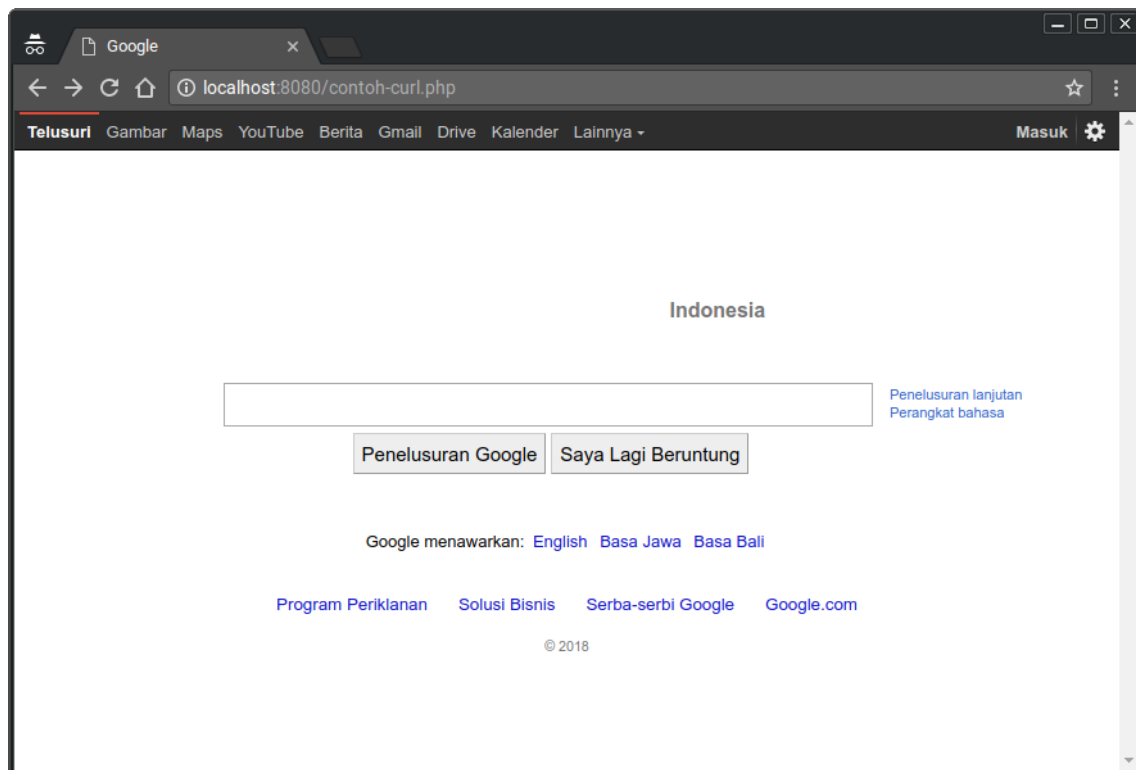 Google
localhost:8080/contoh-curl.php
Telusuri Gambar Maps YouTube Berita Gmail Drive Kalender Lainnya Masuk
Indonesia
Penelusuran lanjutan
Perangkat bahasa
Penelusuran Google Saya Lagi Beruntung
Google menawarkan: English Basa Jawa Basa Bali
Program Periklanan Solusi Bisnis Serba-serbi Google Google.com
© 2018